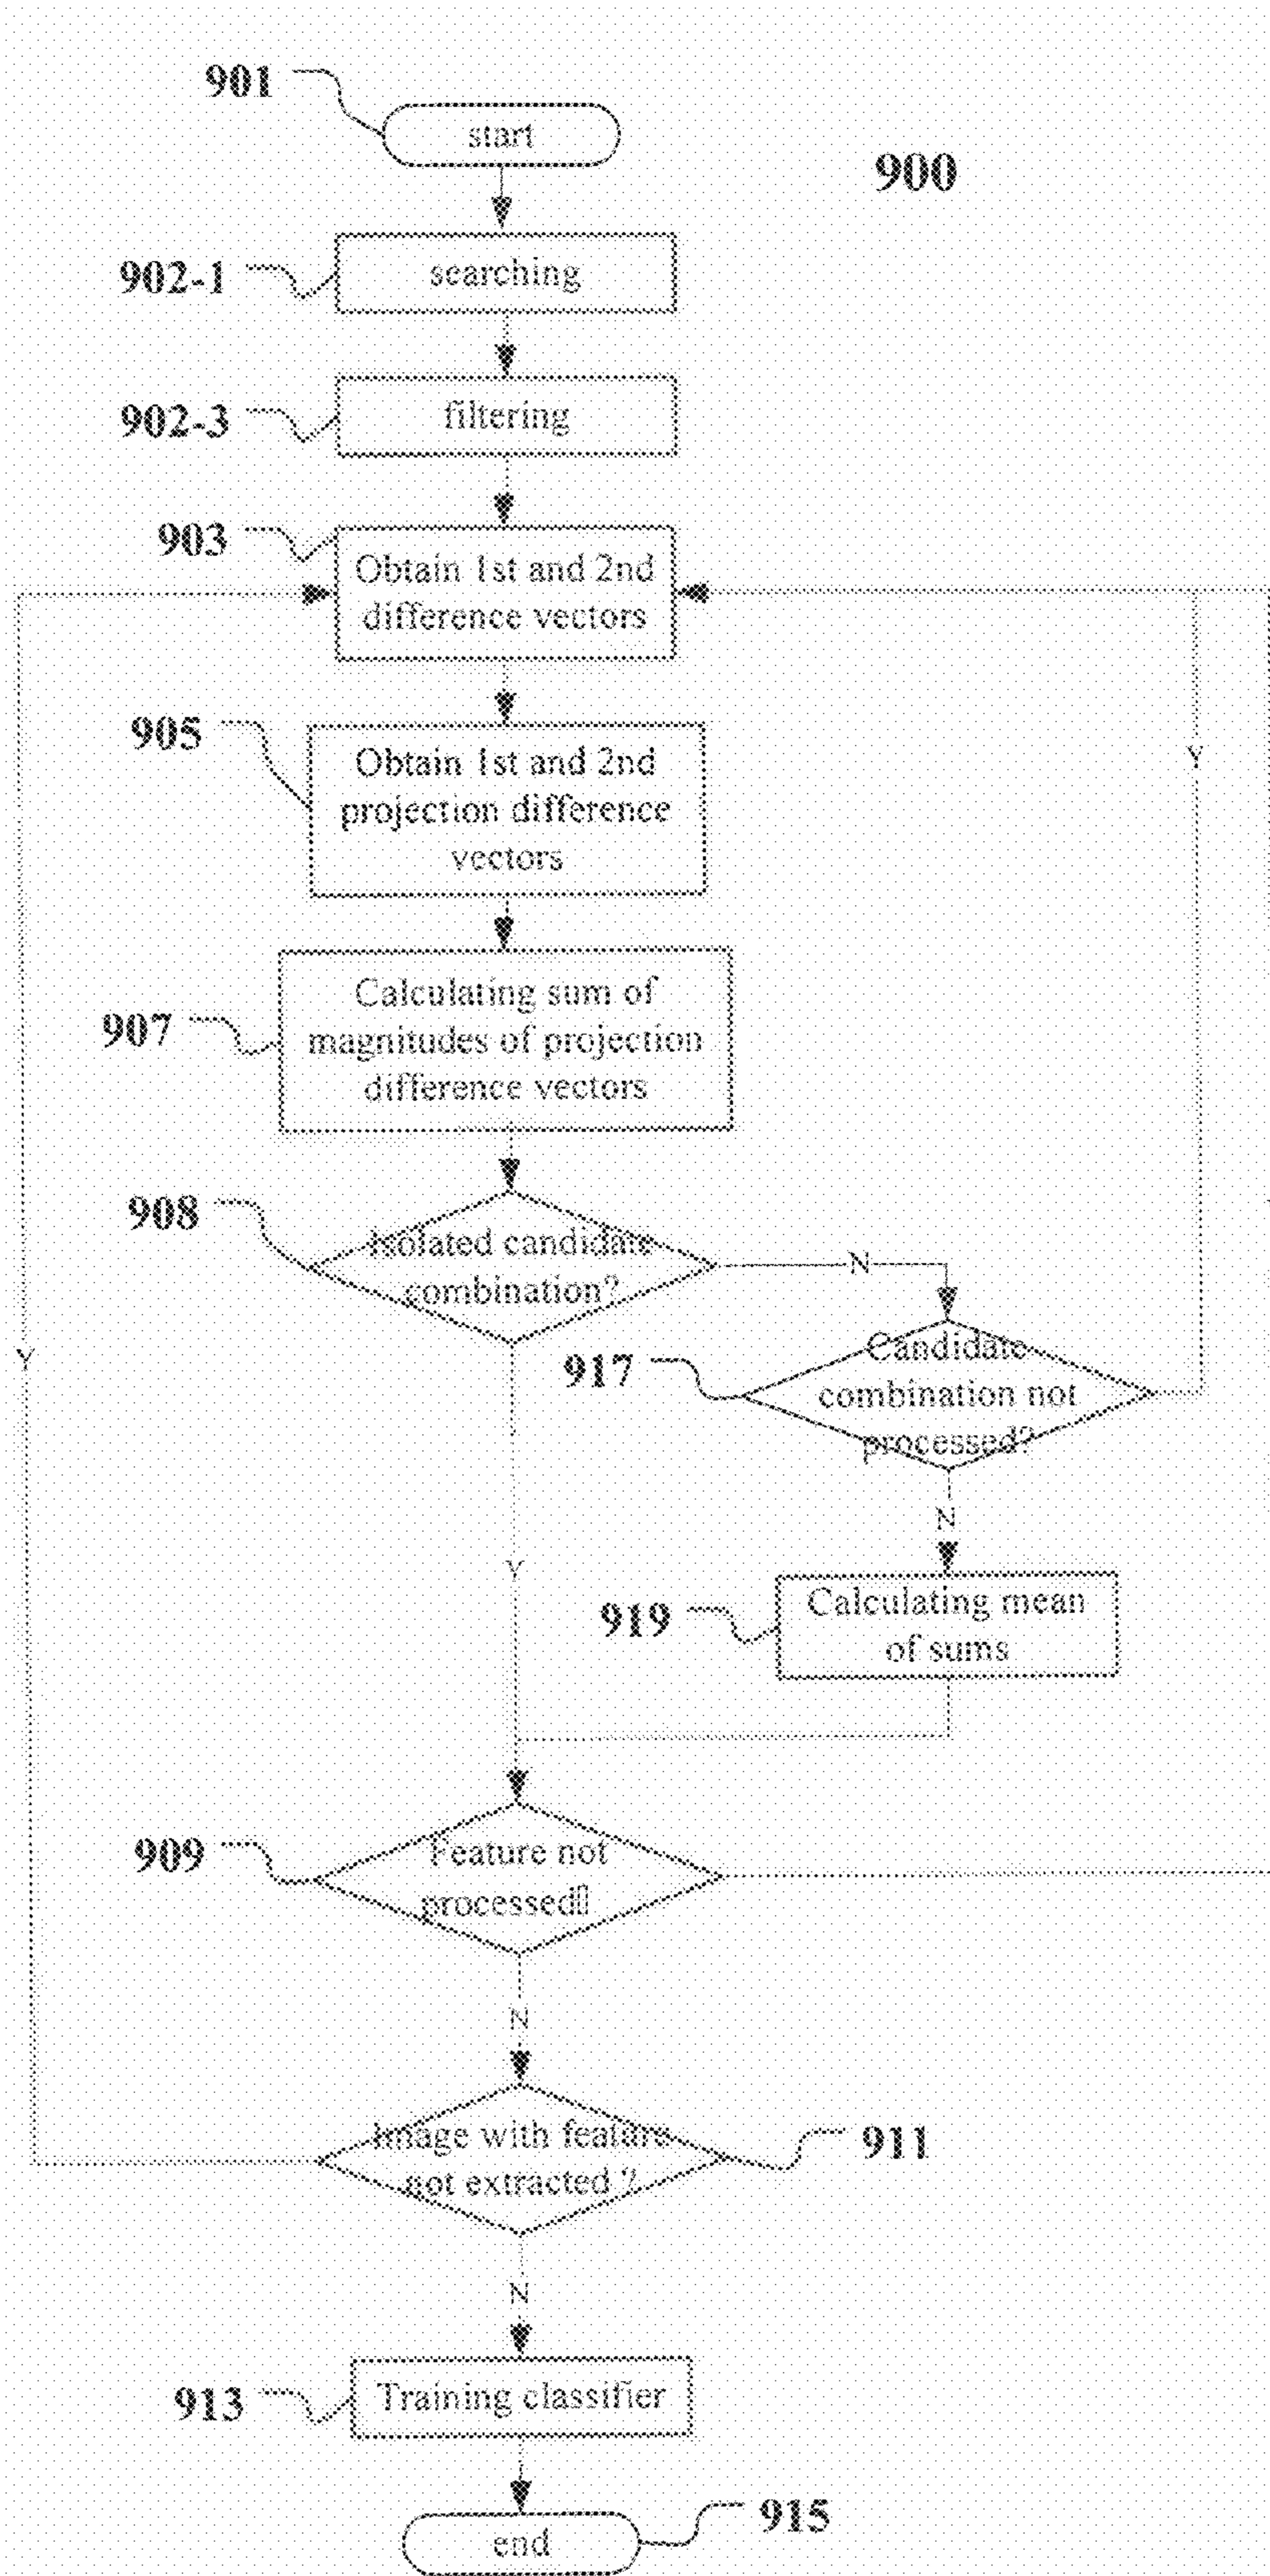 901
start
900
902-1
searching
902-3
filtering
903
Obtain 1st and 2nd
difference vectors
905
Obtain 1st and 2nd
projection difference
vectors
Y
907
Calculating sum of
magnitudes of projection
difference vectors
908
Isolated candidate
combination?
N
Y
917
Candidate
combination not
processed?
N
Y
919
Calculating mean
of sums
909
Feature not
processed
N
Image with feature
not extracted ?
911
N
913
Training classifier
end
915